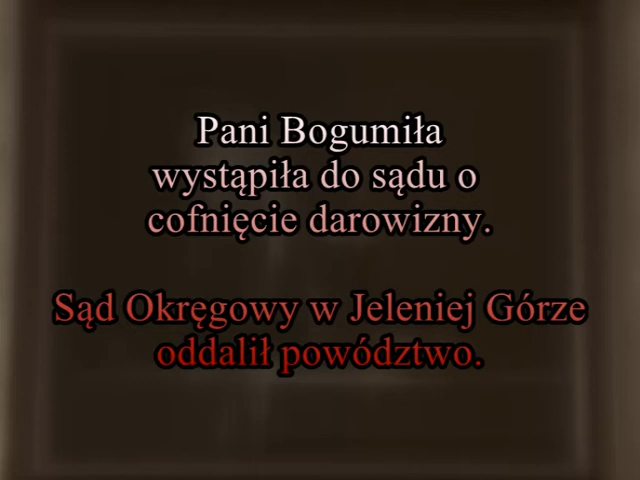 Pani Bogumiła
wystąpiła do sądu o
cofnięcie darowizny.
Sąd Okręgowy w Jeleniej Górze
oddalił powództwo.